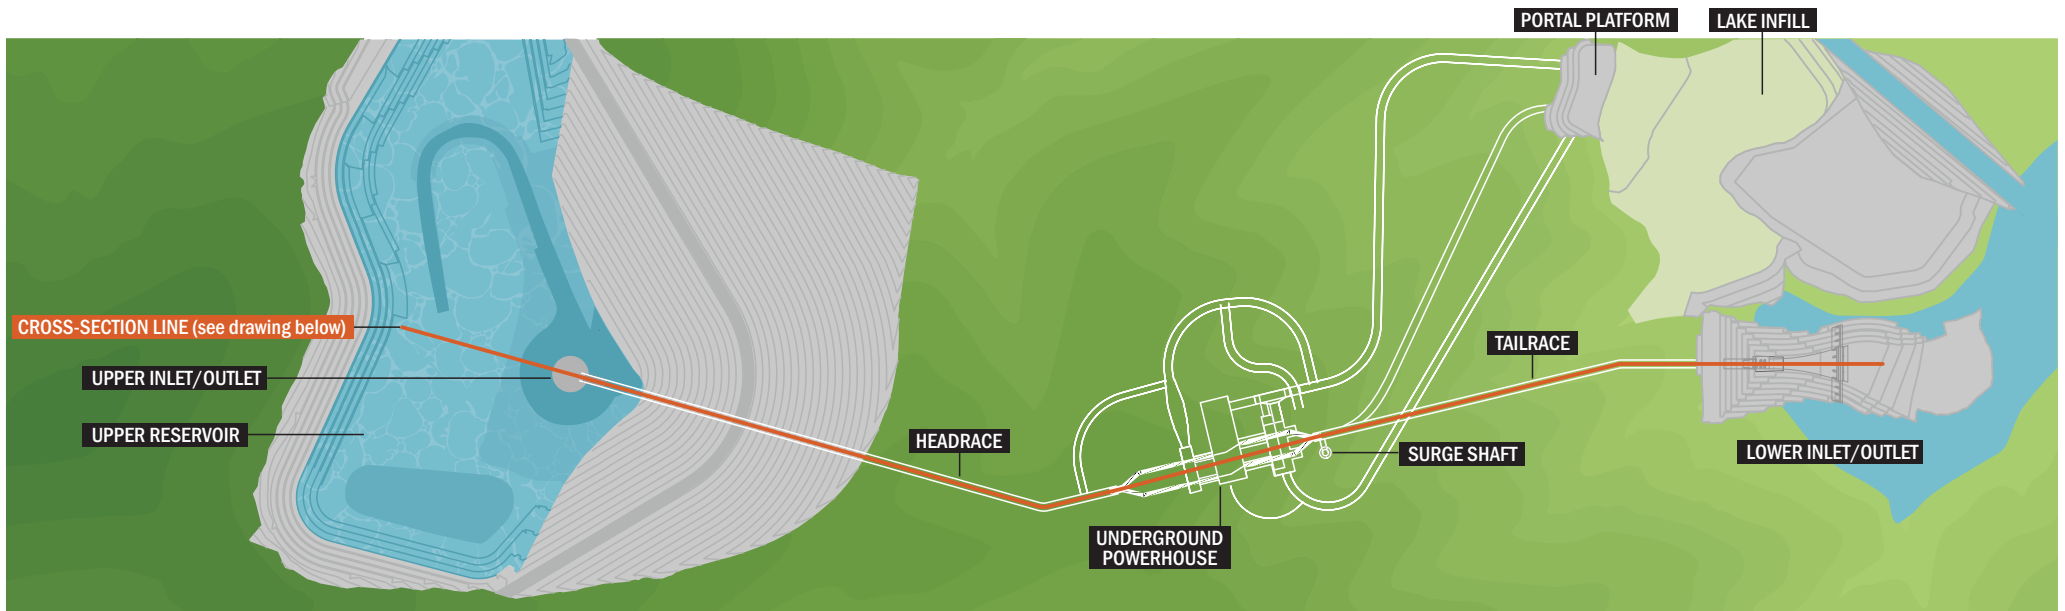 PORTAL PLATFORM
LAKE INFILL
CROSS-SECTION LINE (see drawing below)
TAILRACE
UPPER INLET/OUTLET
UPPER RESERVOIR
HEADRACE
SURGE SHAFT
LOWER INLET/OUTLET
UNDERGROUND
POWERHOUSE